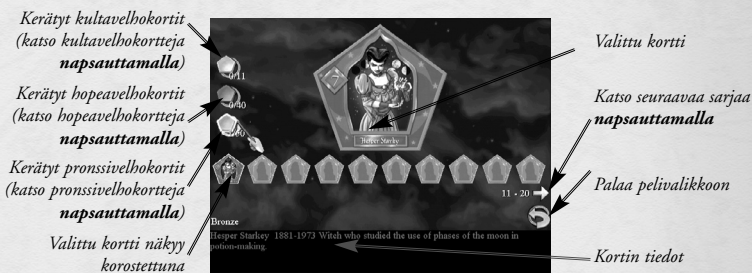 Kerätyt kultavelhokortit
(katso kultavelhokortteja
napsauttamalla)
Kerätyt hopeavelhokortit
(katso hopeavelhokortteja
napsauttamalla)
Kerätyt pronssivelhokortit
(katso pronssivelhokortteja
napsauttamalla)
Valittu kortti näkyy
korostettuna
0/11
0/40
Hesper Starkey
11 - 20
Bronze
Hesper Starkey 1881-1973 Witch who studied the use of phases of the moon in
potion-making.
Valittu kortti
Katso seuraavaa sarjaa
napsauttamalla
Palaa pelivalikkoon
Kortin tiedot